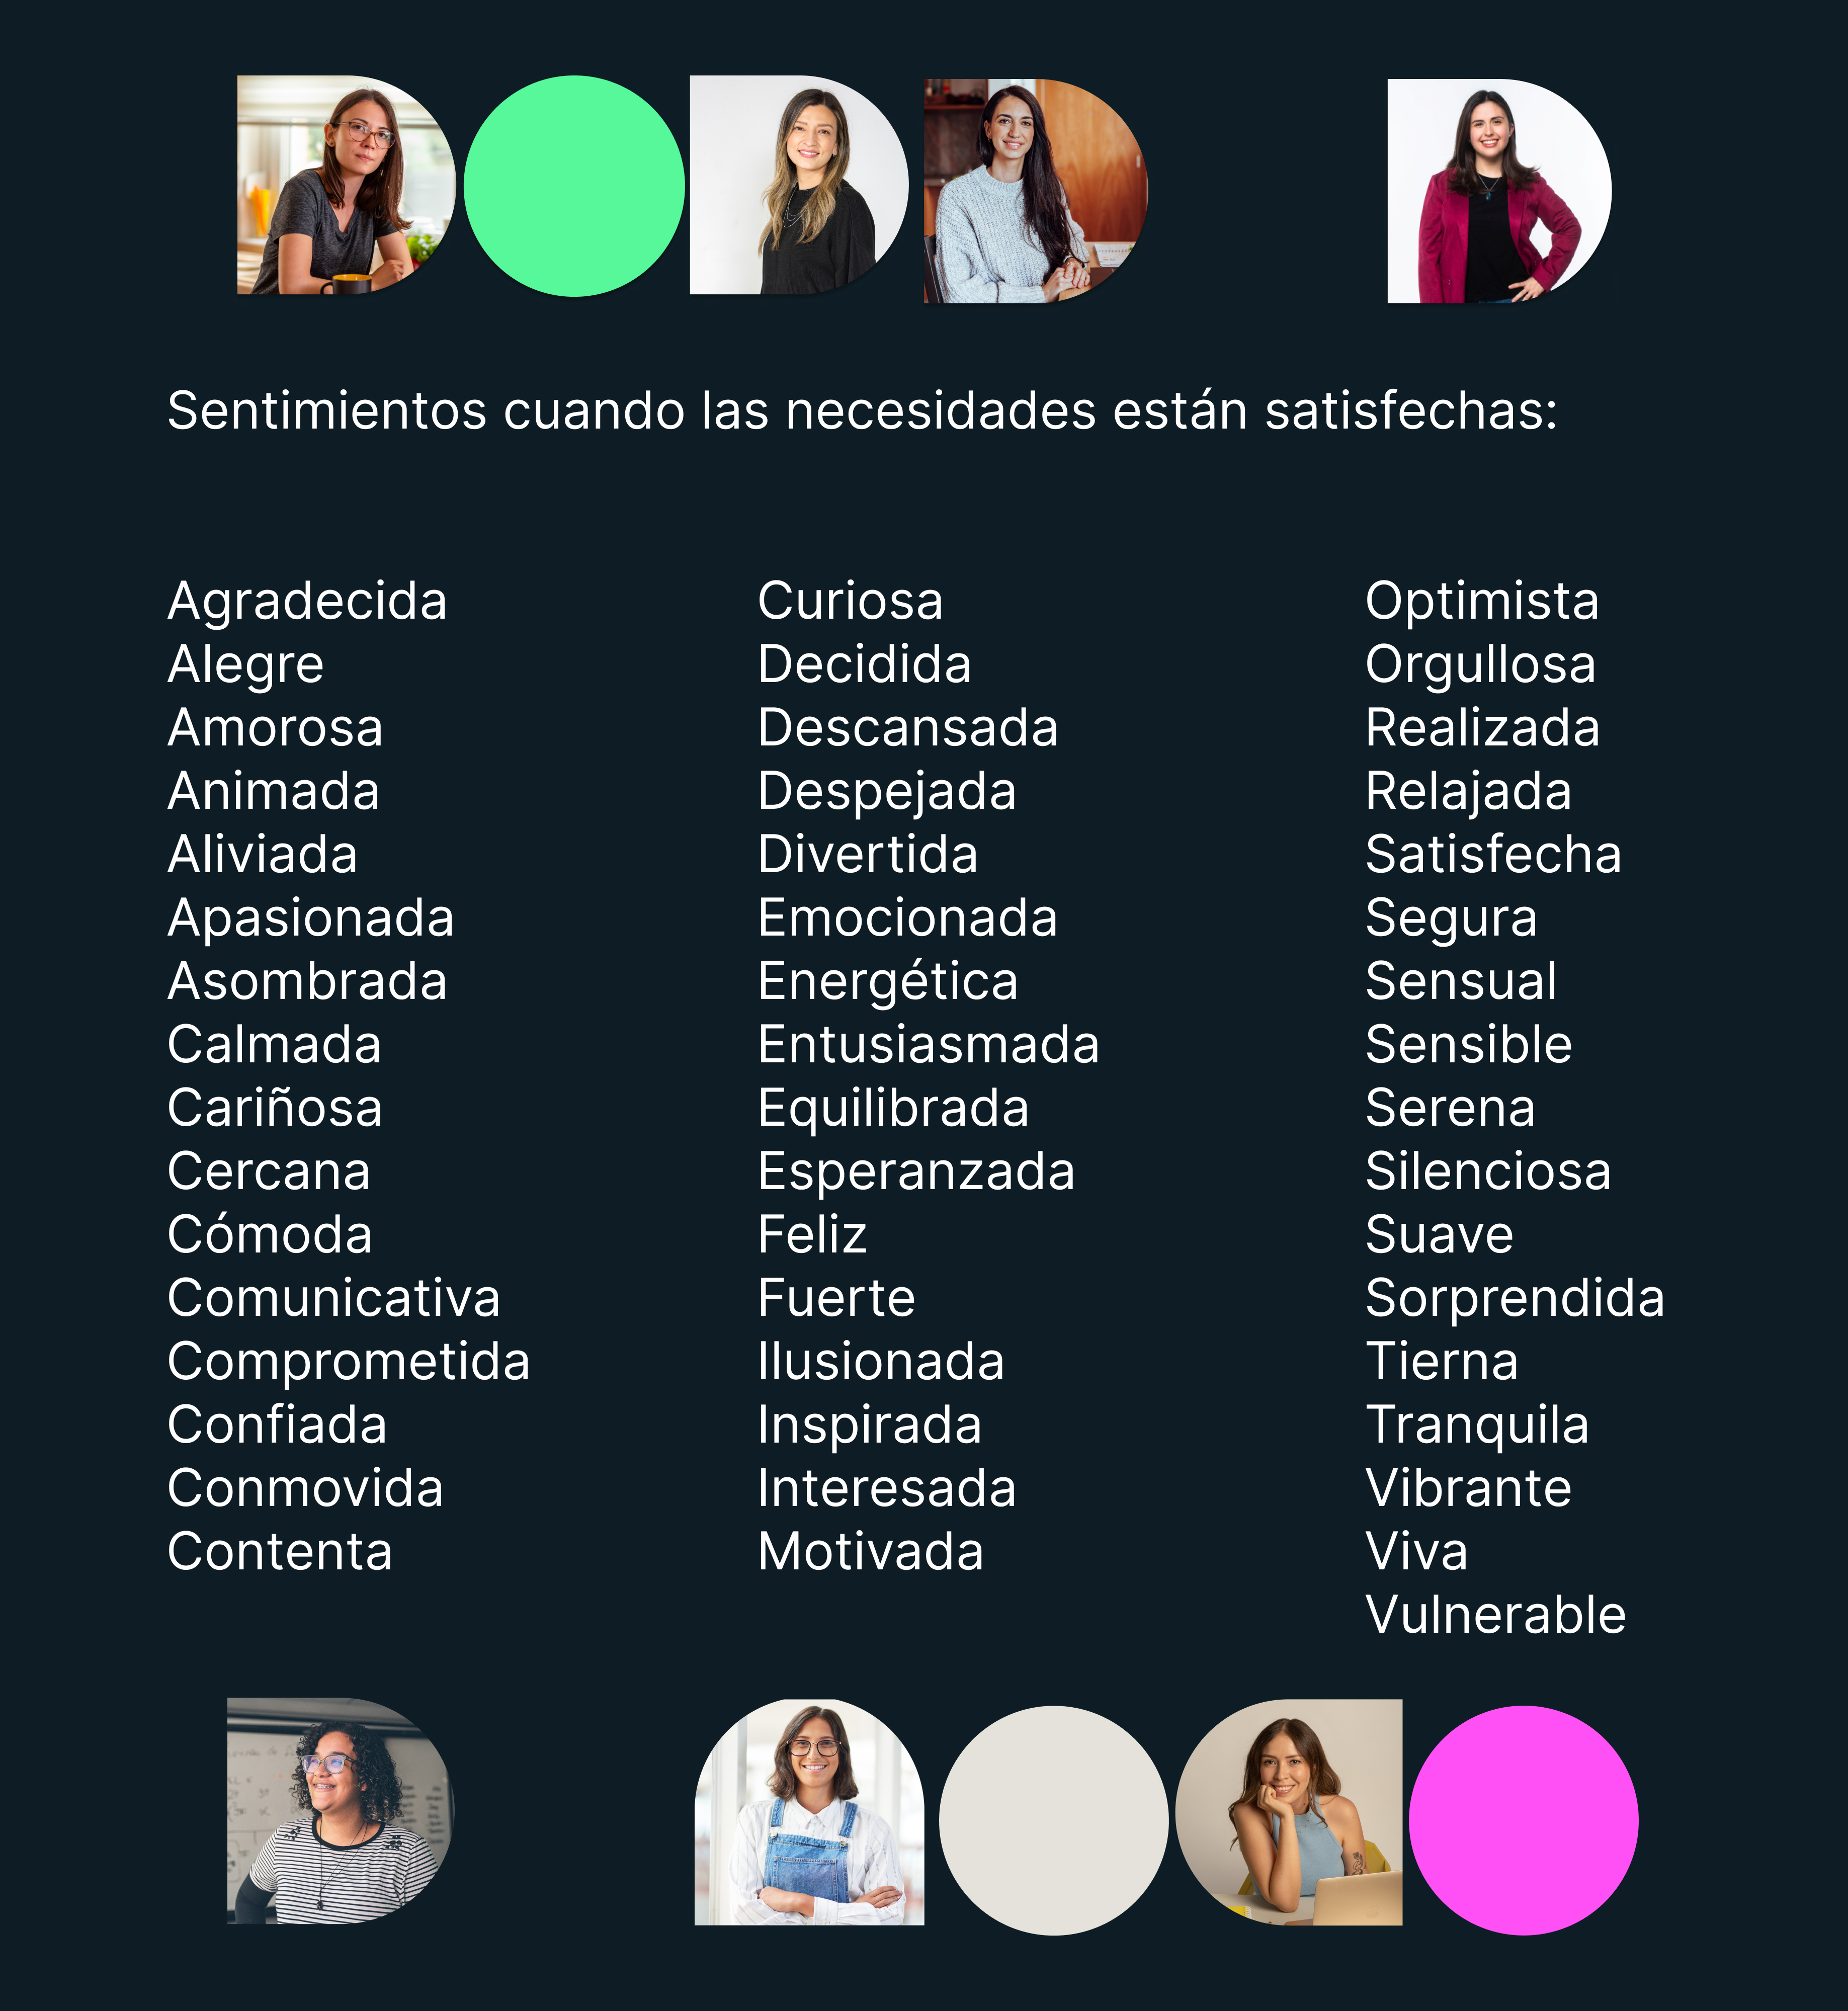 Sentimientos cuando las necesidades están satisfechas:
Agradecida
Alegre
Amorosa
Animada
Aliviada
Apasionada
Asombrada
Calmada
Cariñosa
Cercana
Cómoda
Comunicativa
Comprometida
Confiada
Conmovida
Contenta
Curiosa
Decidida
Descansada
Despejada
Divertida
Emocionada
Energética
Entusiasmada
Equilibrada
Esperanzada
Feliz
Fuerte
Ilusionada
Inspirada
Interesada
Motivada
Optimista
Orgullosa
Realizada
Relajada
Satisfecha
Segura
Sensual
Sensible
Serena
Silenciosa
Suave
Sorprendida
Tierna
Tranquila
Vibrante
Viva
Vulnerable